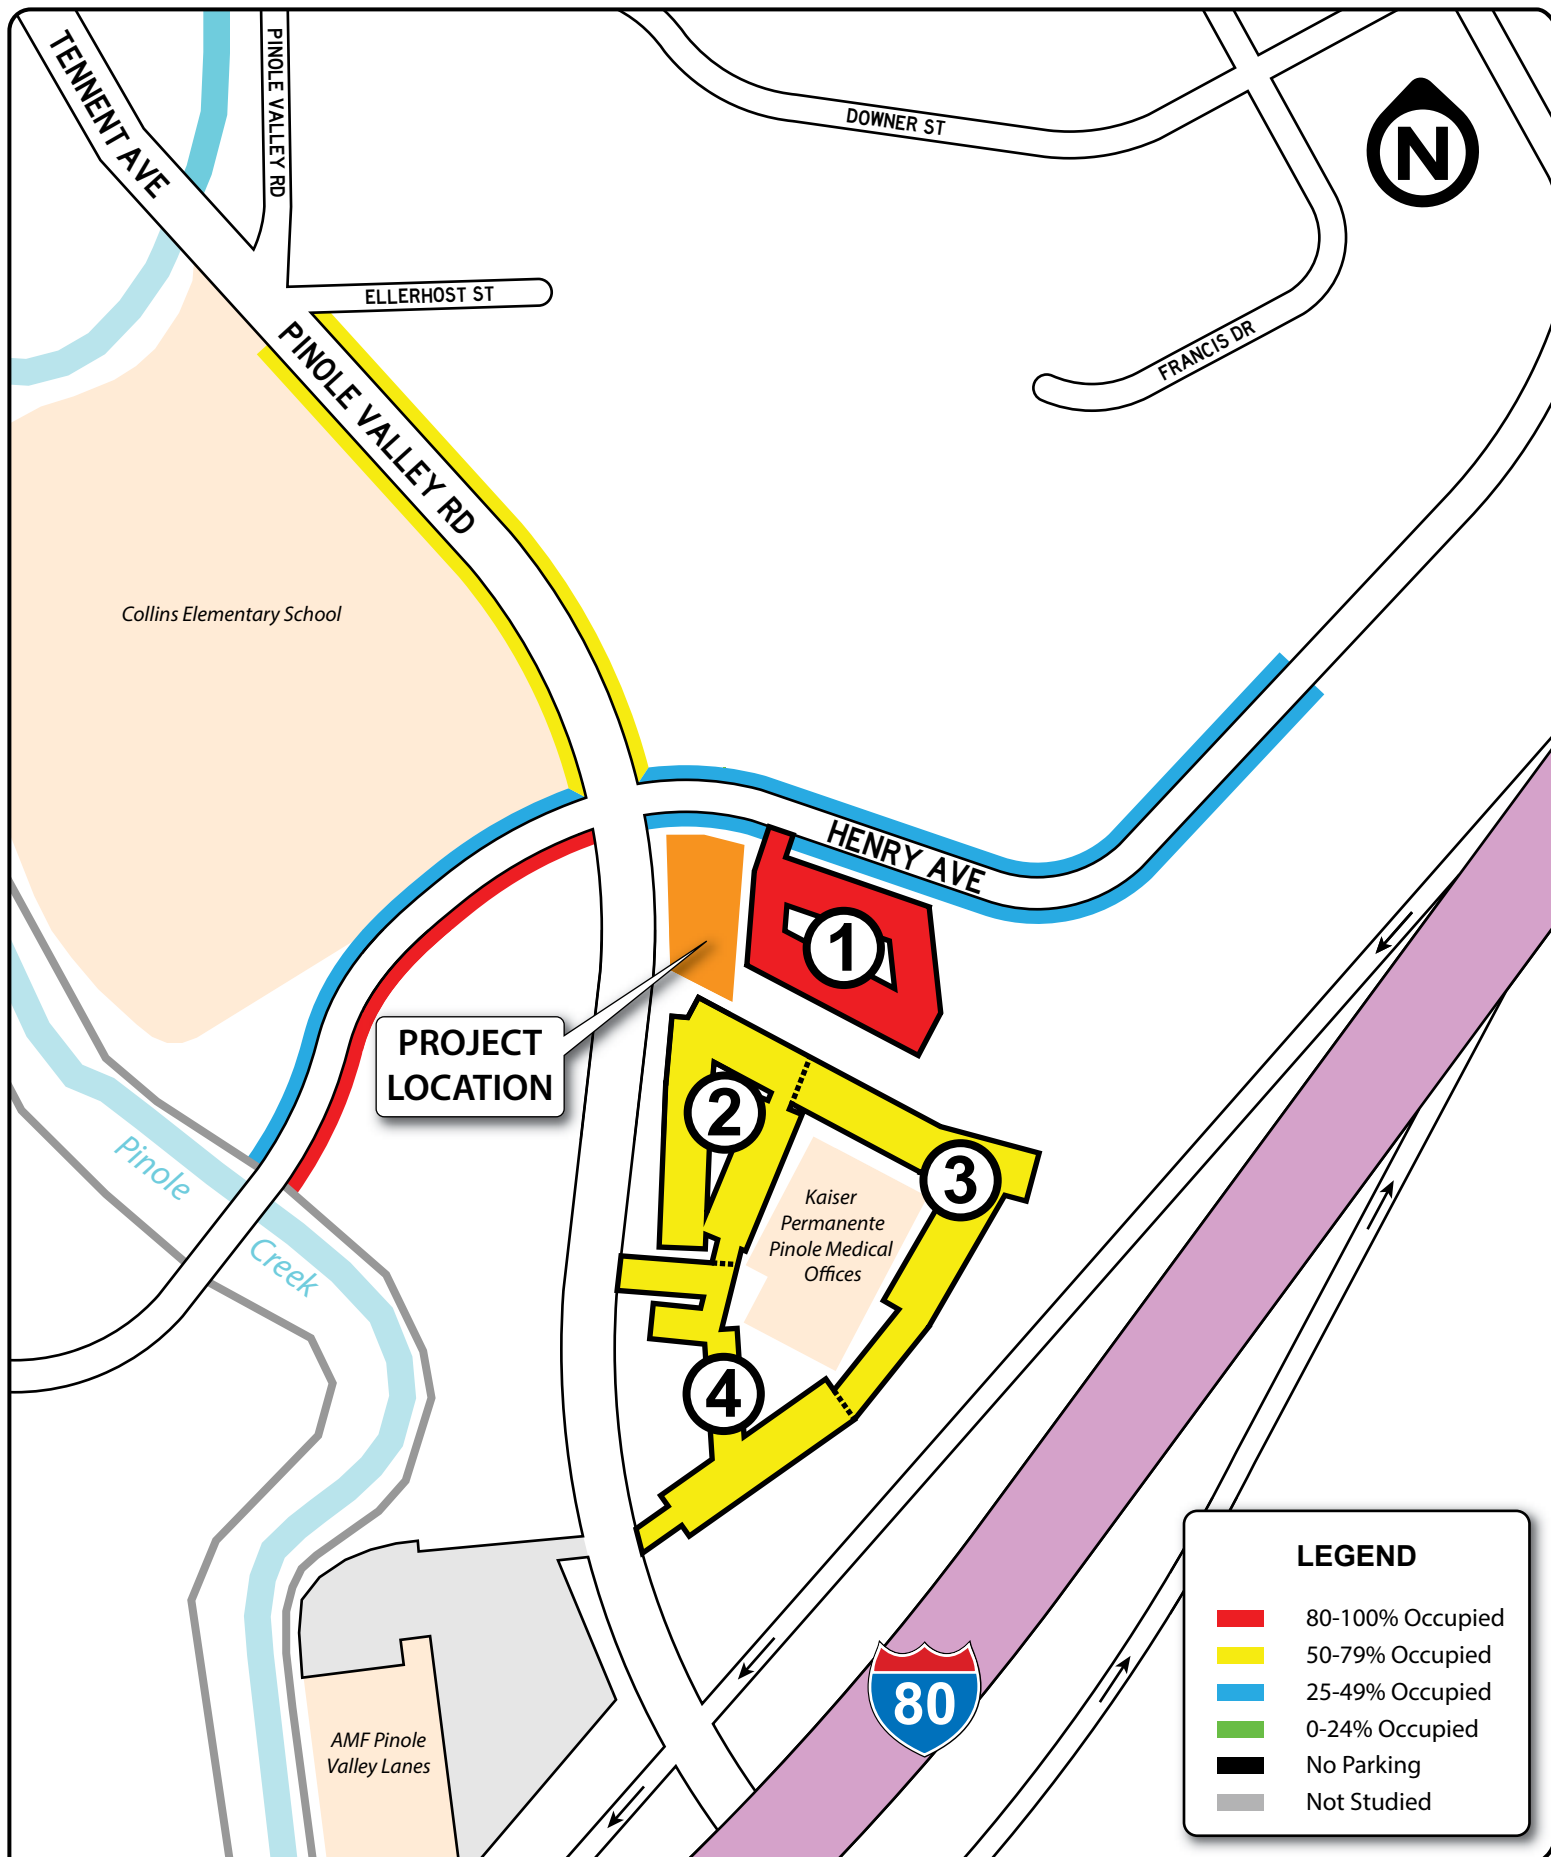 TENNENT AVE
PINOLE VALLEY RD
DOWNER ST
N
ELLERHOST ST
PINOLE VALLEY RD
FRANCIS DR
Collins Elementary School
HENRY AVE
1
PROJECT
LOCATION
2
3
Pinole
Creek
Kaiser
Permanente
Pinole Medical
Offices
4
80
AMF Pinole
Valley Lanes
LEGEND
80-100% Occupied
50-79% Occupied
25-49% Occupied
0-24% Occupied
No Parking
Not Studied